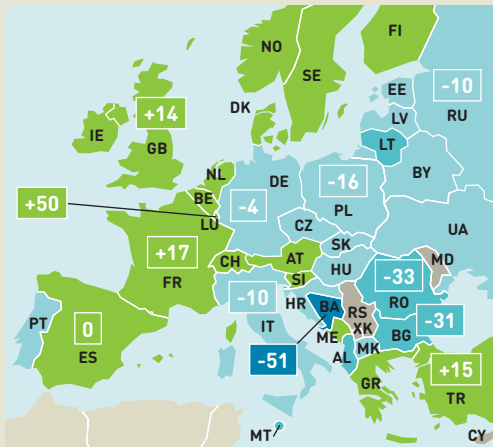 NO
FI
SE
-10
EE
RU
DK
LV
+14
LT
IE
GB
BY
NL
DE
-16
+50
BE
-4
PL
LU
CZ
UA
SK
+17
CH
AT
HU
MD
FR
SI
-33
-10
HR
BA
RS
RO
PT
IT
XK
-31
0
ME
MK
BG
ES
-51
AL
+15
GR
TR
MT
CY